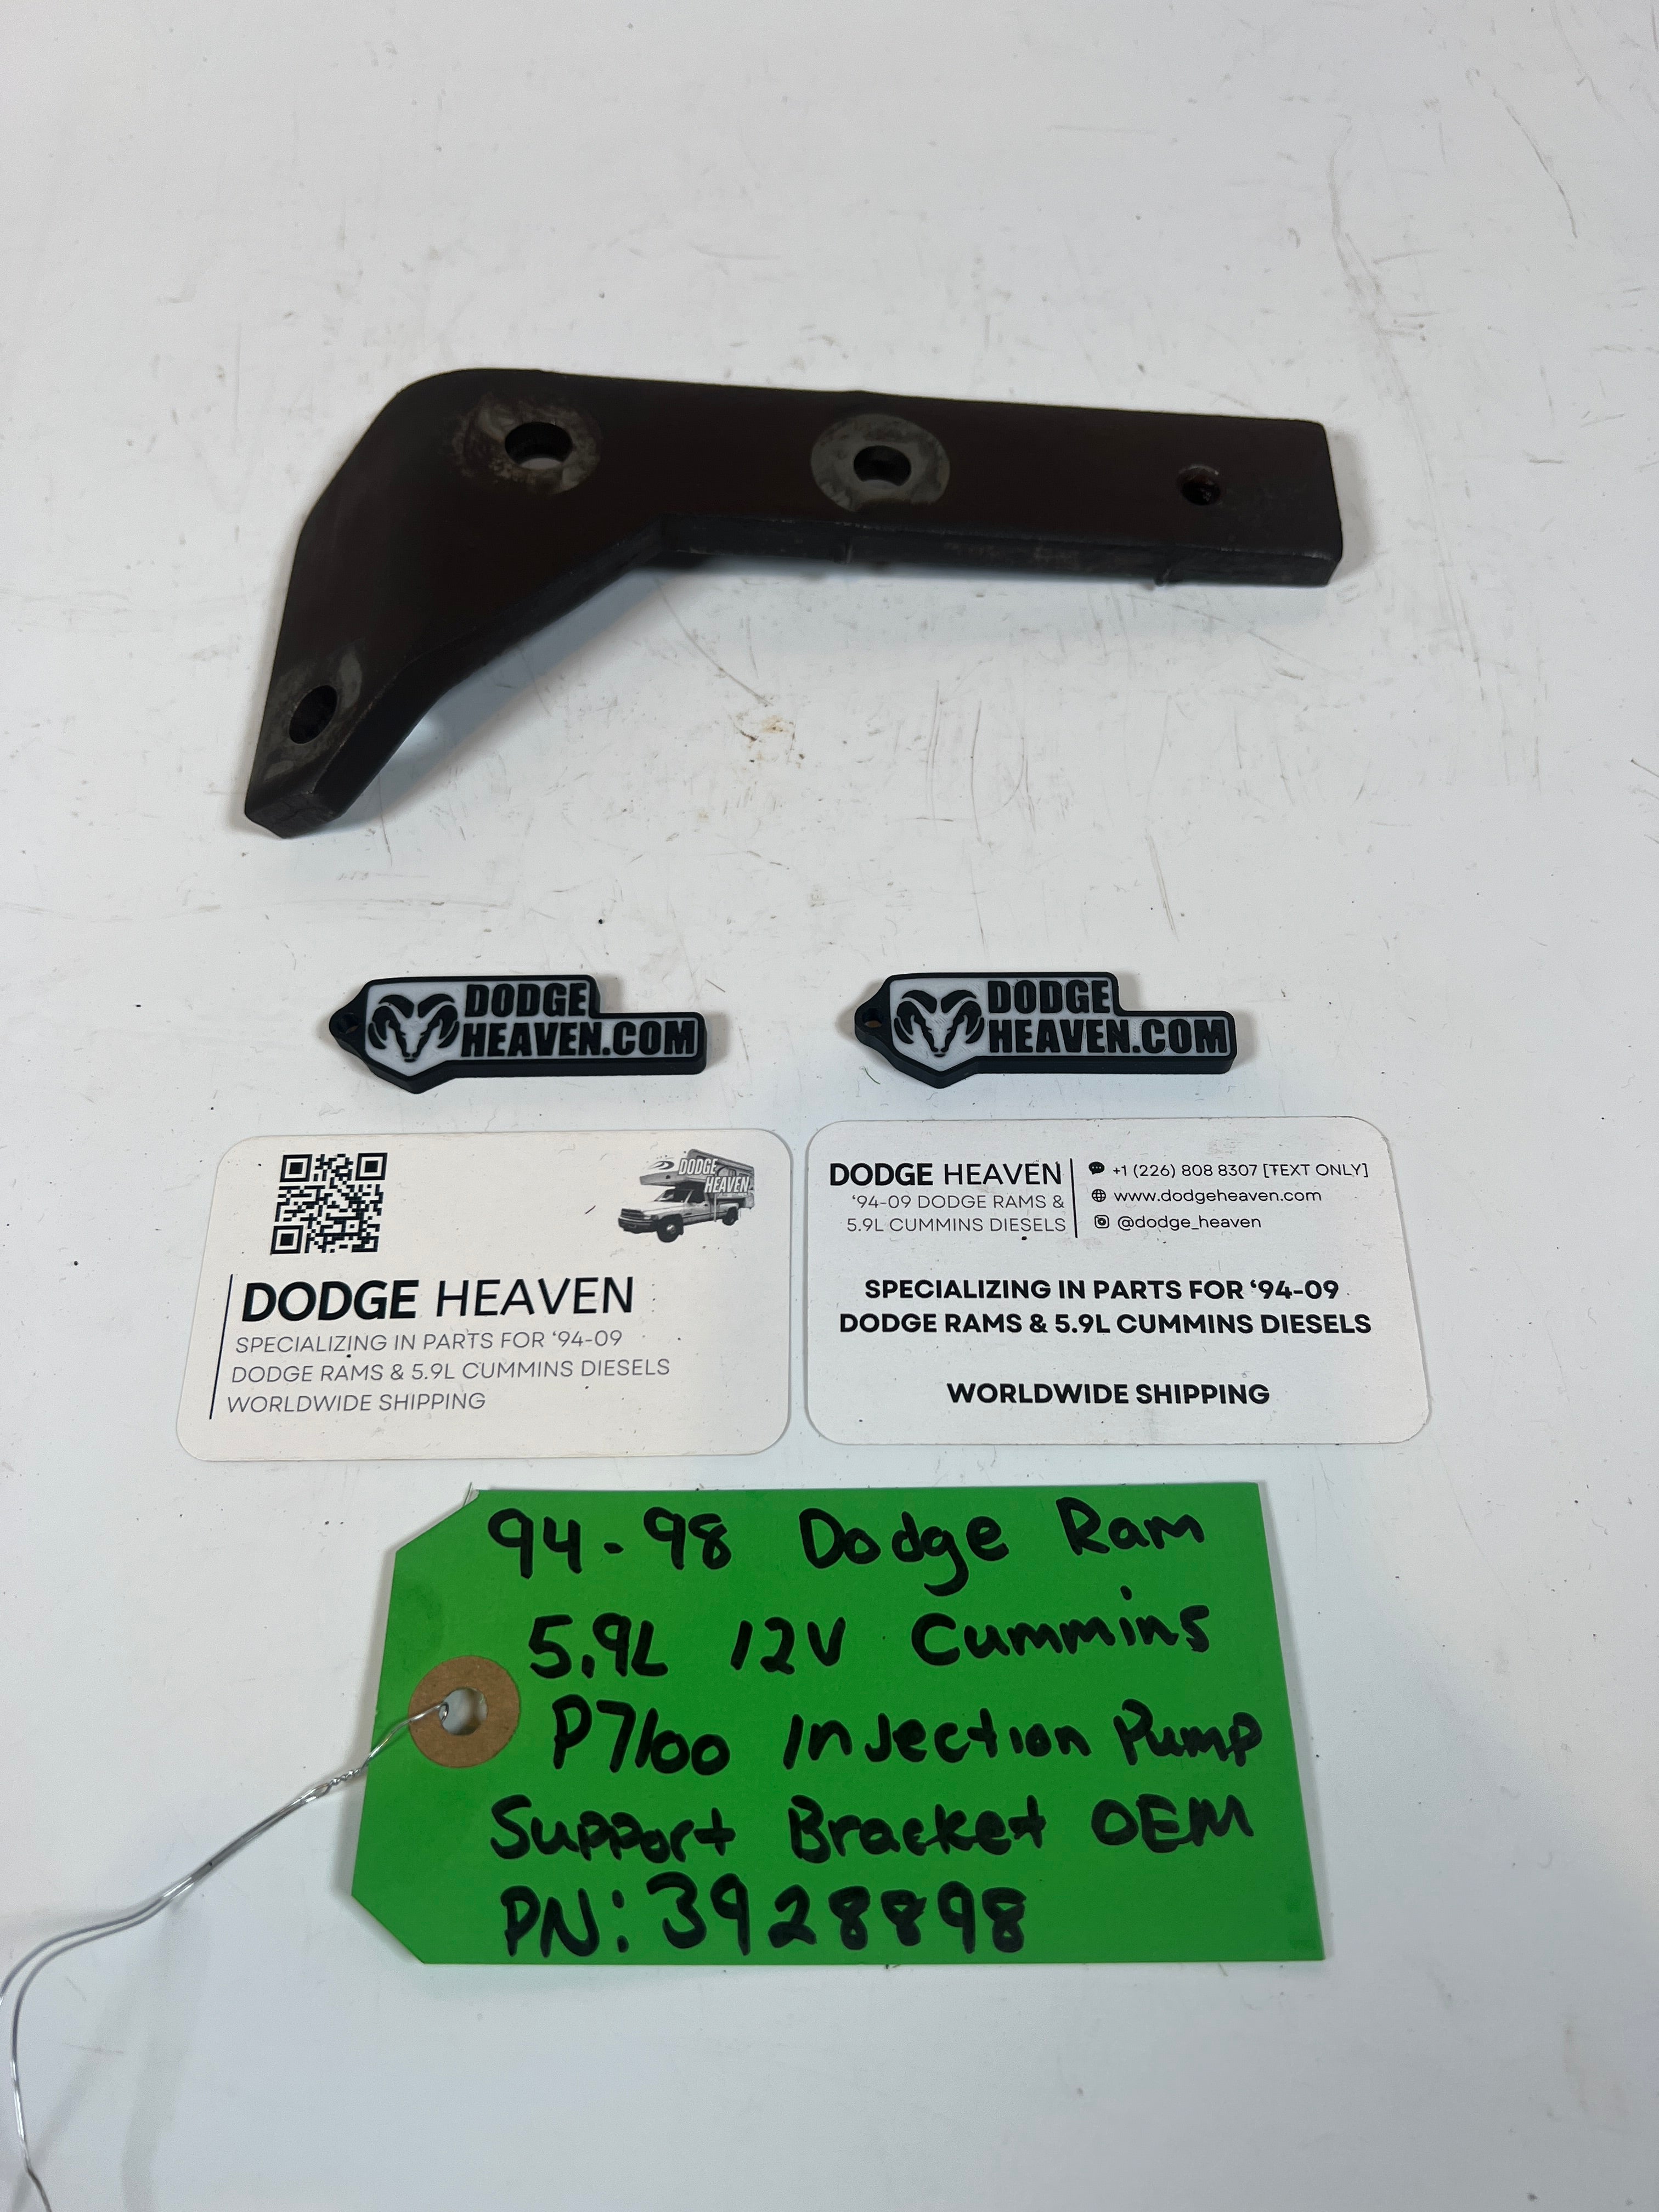 DODGE
HEAVEN.COM
DODGE
HEAVEN.COM
DODGE
HEAVEN
DODGE HEAVEN
SPECIALIZING IN PARTS FOR ‘94-09
DODGE RAMS & 5.9L CUMMINS DIESELS
WORLDWIDE SHIPPING
DODGE HEAVEN
‘94-09 DODGE RAMS &
5.9L CUMMINS DIESELS
+1 (226) 808 8307 [TEXT ONLY]
www.dodgeheaven.com
@dodge_heaven
SPECIALIZING IN PARTS FOR ‘94-09
DODGE RAMS & 5.9L CUMMINS DIESELS
WORLDWIDE SHIPPING
94-98 Dodge Ram
5.9L 12V Cummins
P7100 Injection Pump
Support Bracket OEM
PN: 3928898